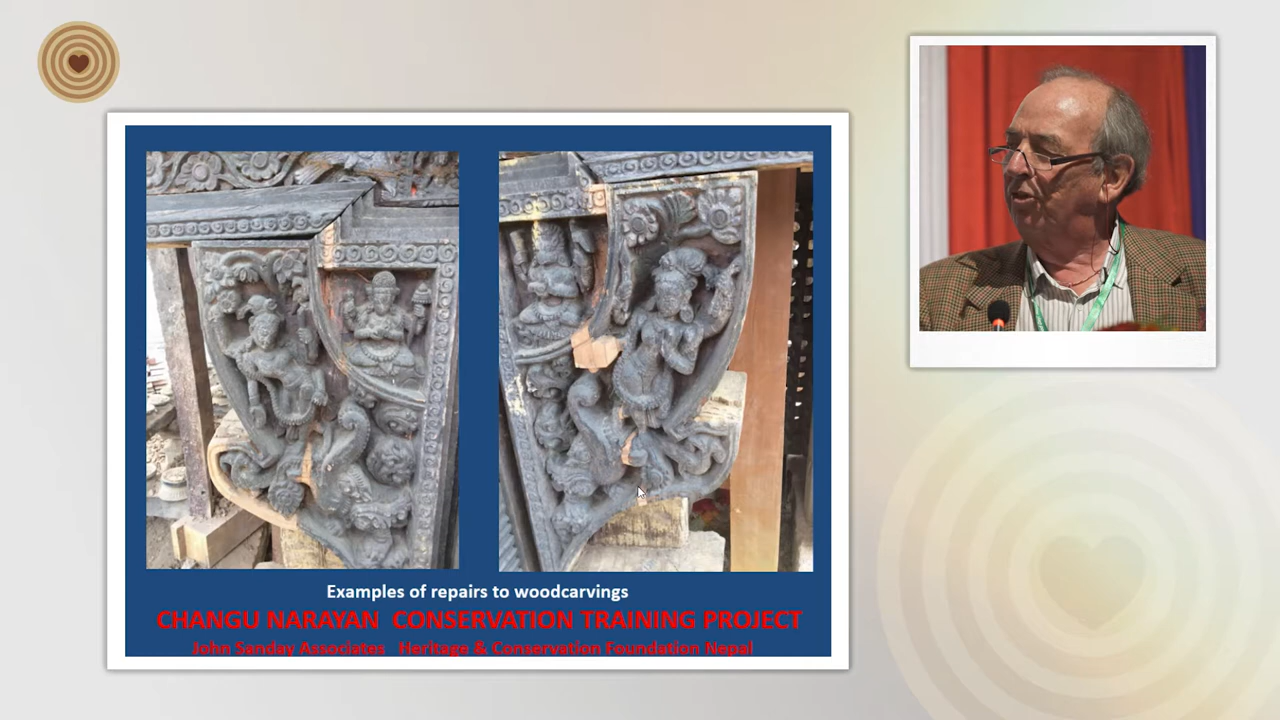 Examples of repairs to woodcarvings
CHANGU NARAYAN CONSERVATION TRAINING PROJECT
John Sanday Associates Heritage & Conservation Foundation Nepal